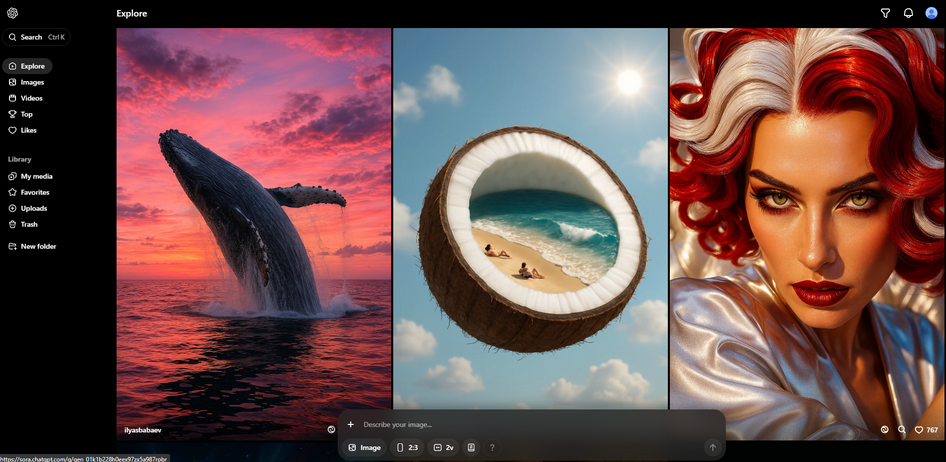 Explore
Search Ctrl K
Explore
Images
Videos
Top
Likes
Library
My media
Favorites
Uploads
Trash
New folder
ilyasbabaev
767
Describe your image...
Image
2:3
2v
?